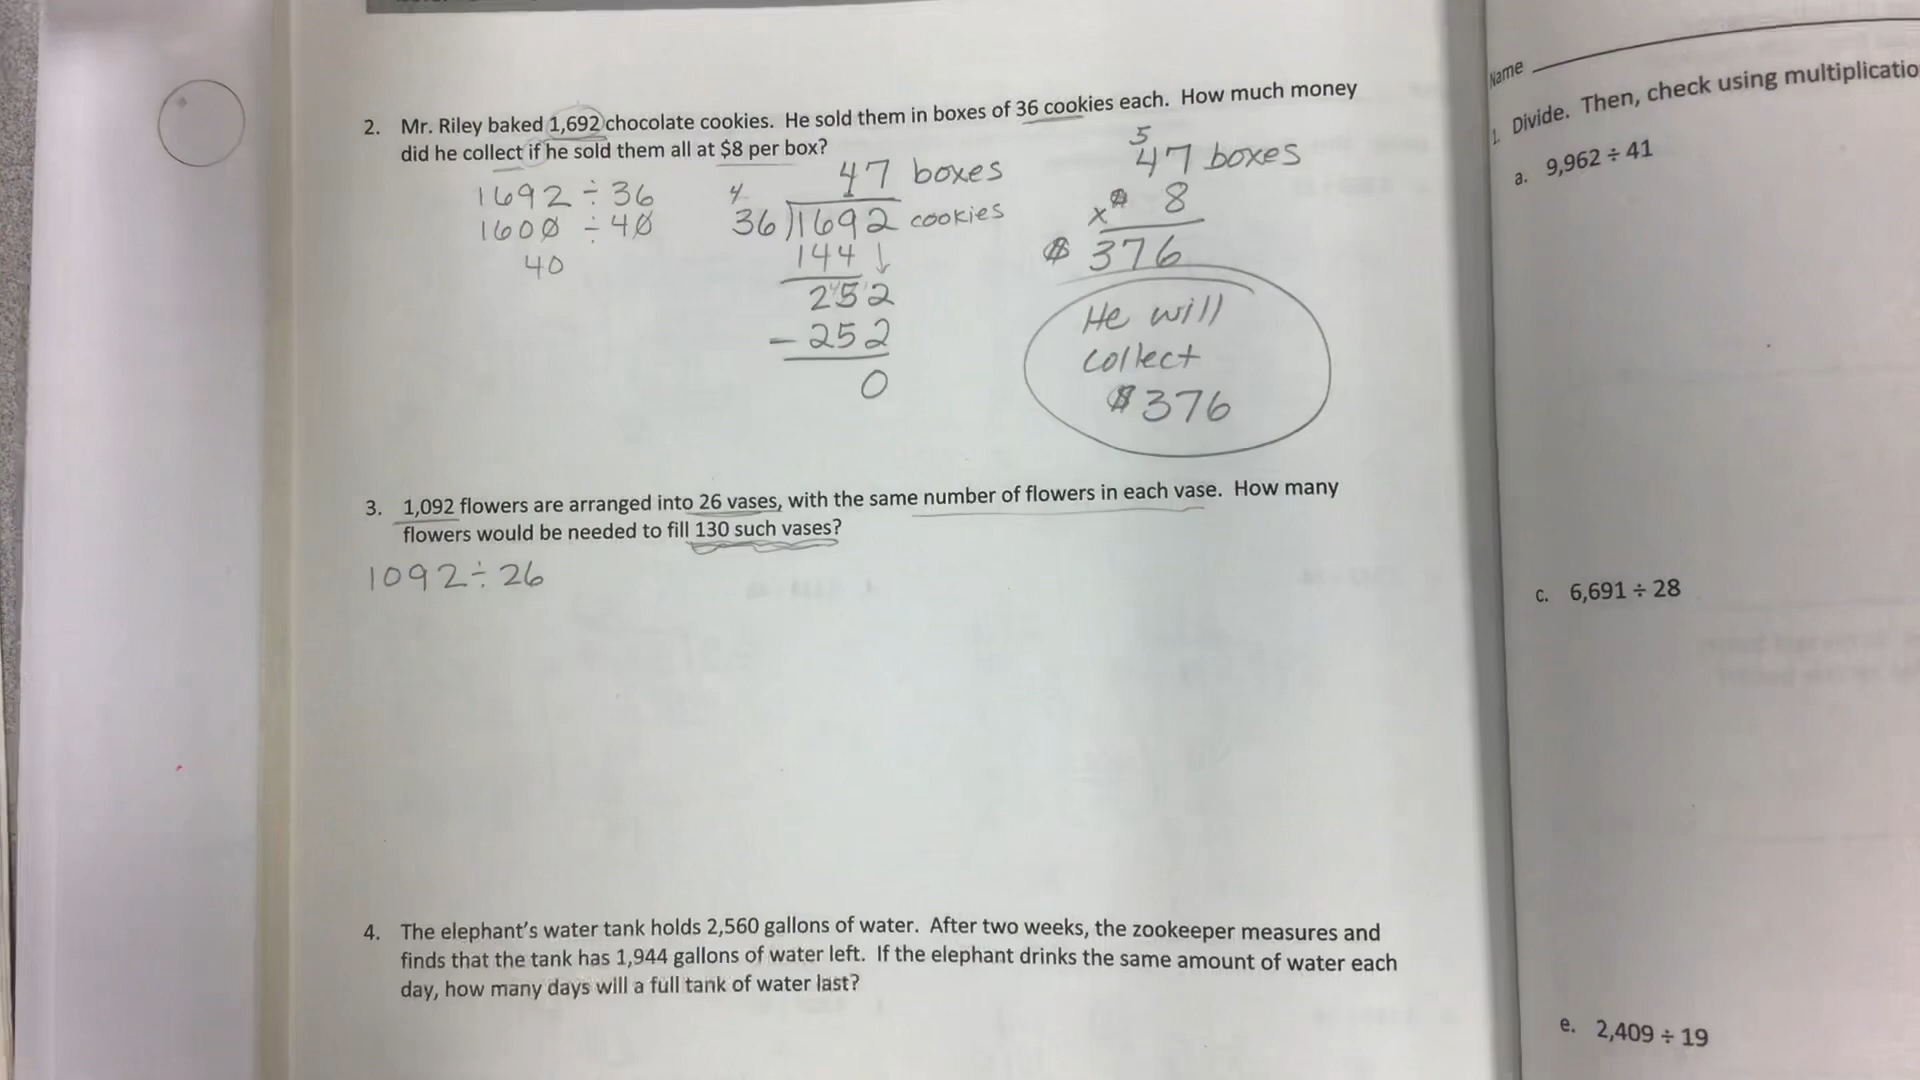 2. Mr. Riley baked 1,692 chocolate cookies. He sold them in boxes of 36 cookies each. How much money
did he collect if he sold them all at $8 per box?
1692 ÷ 36
1600 ÷ 40
40
47 boxes
4
36)1692 cookies
144 ↓
252
- 252
0
5
47 boxes
x 8
$ 376
He will
collect
$376
3. 1,092 flowers are arranged into 26 vases, with the same number of flowers in each vase. How many
flowers would be needed to fill 130 such vases?
1092 ÷ 26
4. The elephant's water tank holds 2,560 gallons of water. After two weeks, the zookeeper measures and
finds that the tank has 1,944 gallons of water left. If the elephant drinks the same amount of water each
day, how many days will a full tank of water last?
Name
1. Divide. Then, check using multiplicatio
a. 9,962 ÷ 41
c. 6,691 ÷ 28
e. 2,409 ÷ 19